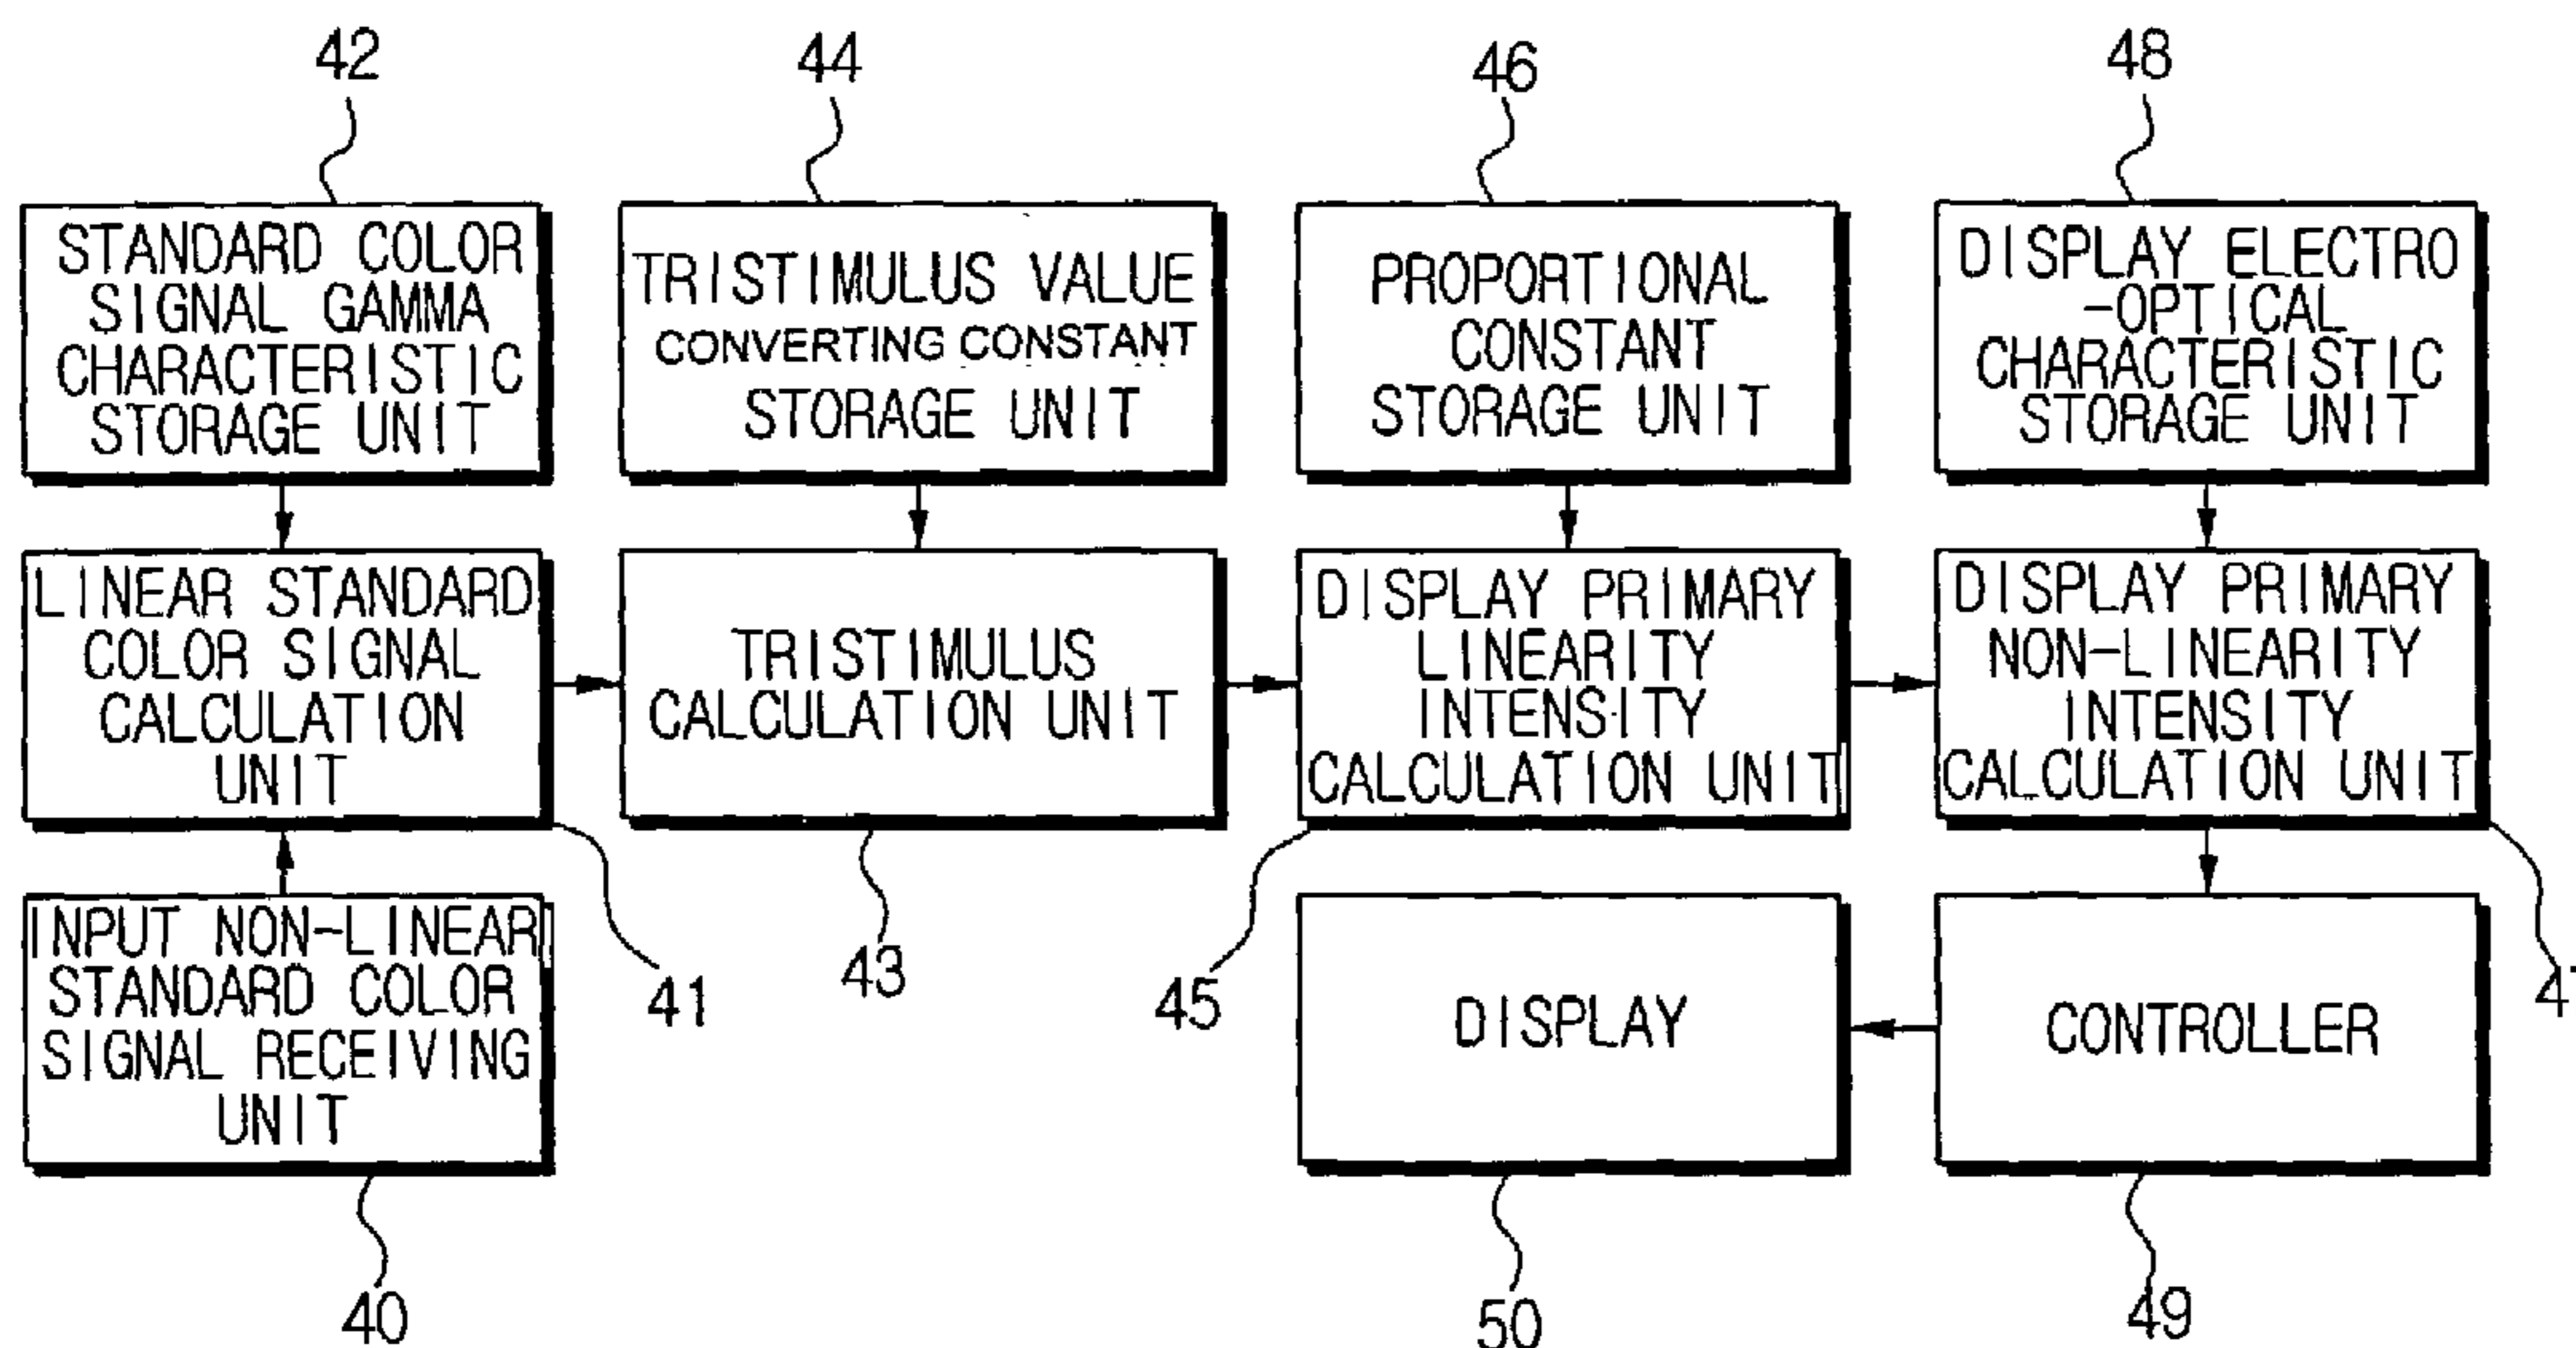 42
44
46
48
STANDARD COLOR
SIGNAL GAMMA
CHARACTERISTIC
STORAGE UNIT
TRISTIMULUS VALUE
CONVERTING CONSTANT
STORAGE UNIT
PROPORTIONAL
CONSTANT
STORAGE UNIT
DISPLAY ELECTRO
-OPTICAL
CHARACTERISTIC
STORAGE UNIT
LINEAR STANDARD
COLOR SIGNAL
CALCULATION
UNIT
TRISTIMULUS
CALCULATION UNIT
DISPLAY PRIMARY
LINEARITY
INTENSITY
CALCULATION UNIT
DISPLAY PRIMARY
NON-LINEARITY
INTENSITY
CALCULATION UNIT
INPUT NON-LINEAR
STANDARD COLOR
SIGNAL RECEIVING
UNIT
41
43
45
DISPLAY
CONTROLLER
47
40
50
49